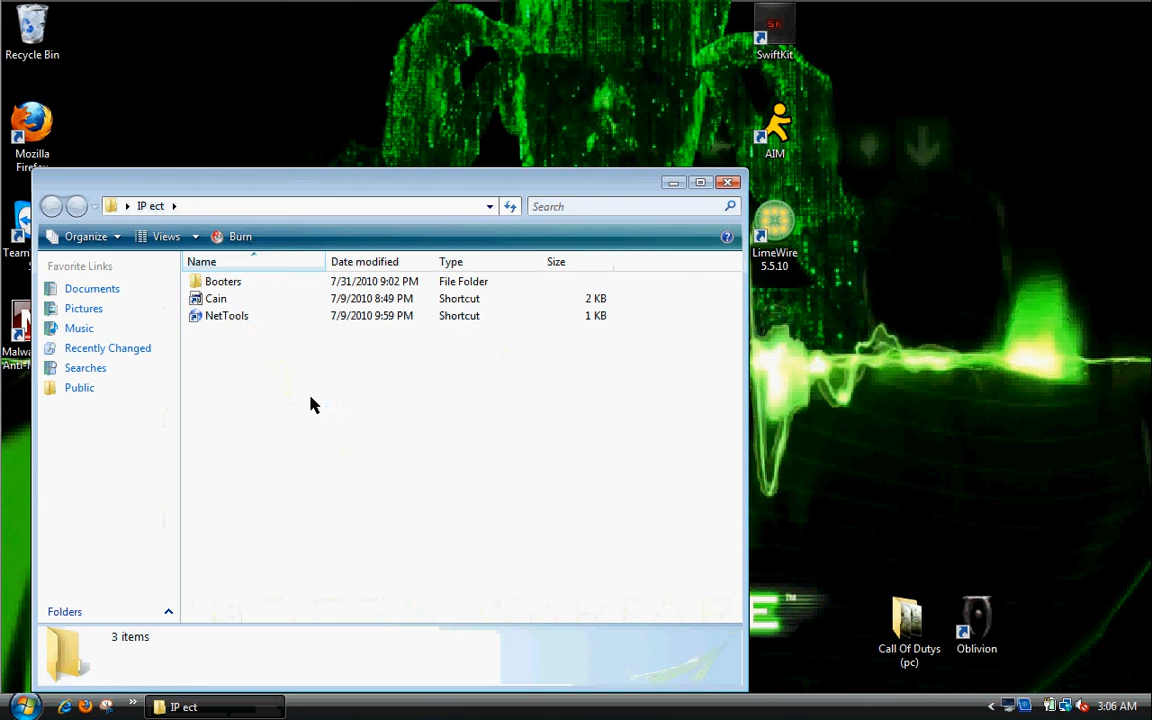 Recycle Bin
SwiftKit
Mozilla
Firefox
AIM
IP ect
Search
Organize
Views
Burn
Team
LimeWire
5.5.10
Name
Date modified
Type
Size
Favorite Links
Booters
7/31/2010 9:02 PM
File Folder
Documents
Cain
7/9/2010 8:49 PM
Shortcut
2 KB
Pictures
NetTools
7/9/2010 9:59 PM
Shortcut
1 KB
Music
Malwa
Recently Changed
Searches
Public
Folders
3 items
Call Of Dutys
(pc)
Oblivion
IP ect
3:06 AM